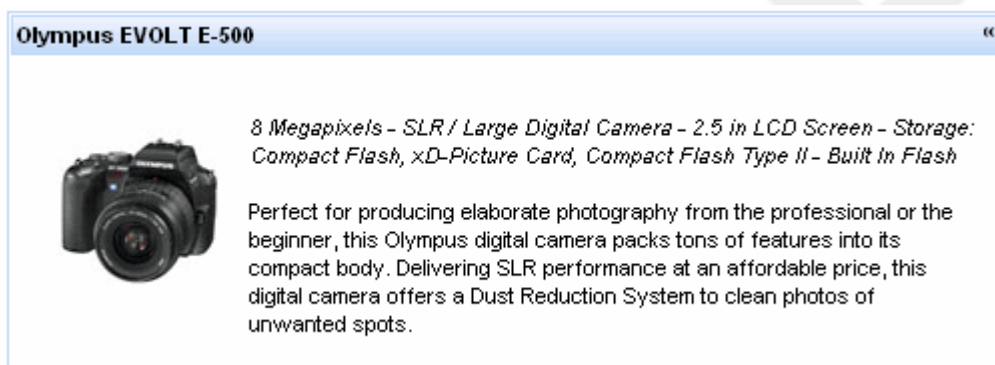 Olympus EVOLT E-500 «
8 Megapixels - SLR / Large Digital Camera - 2.5 in LCD Screen - Storage:
Compact Flash, xD-Picture Card, Compact Flash Type II - Built In Flash
OLYMPUS
Perfect for producing elaborate photography from the professional or the
beginner, this Olympus digital camera packs tons of features into its
compact body. Delivering SLR performance at an affordable price, this
digital camera offers a Dust Reduction System to clean photos of
unwanted spots.